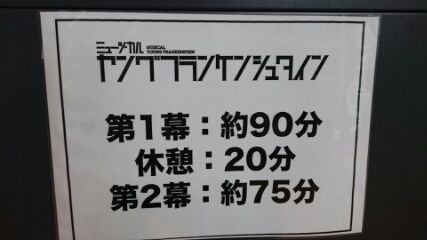 ミュージカル MUSICAL YOUNG FRANKENSTEIN
ヤングフランケンシュタイン
第1幕：約90分
休憩：20分
第2幕：約75分